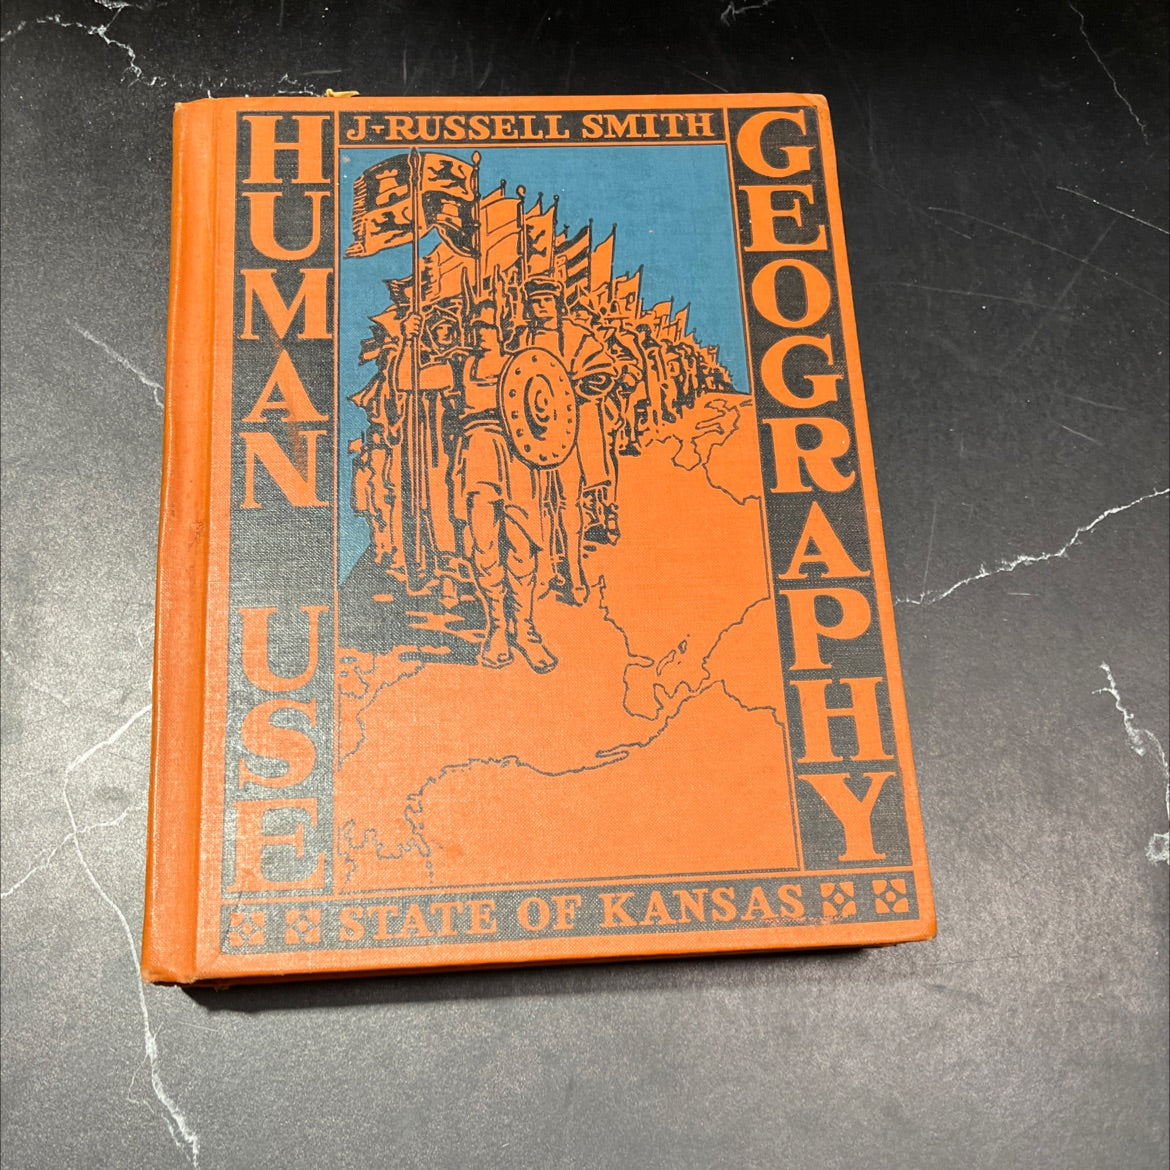 J-RUSSELL SMITH
HUMAN USE
GEOGRAPHY
STATE OF KANSAS